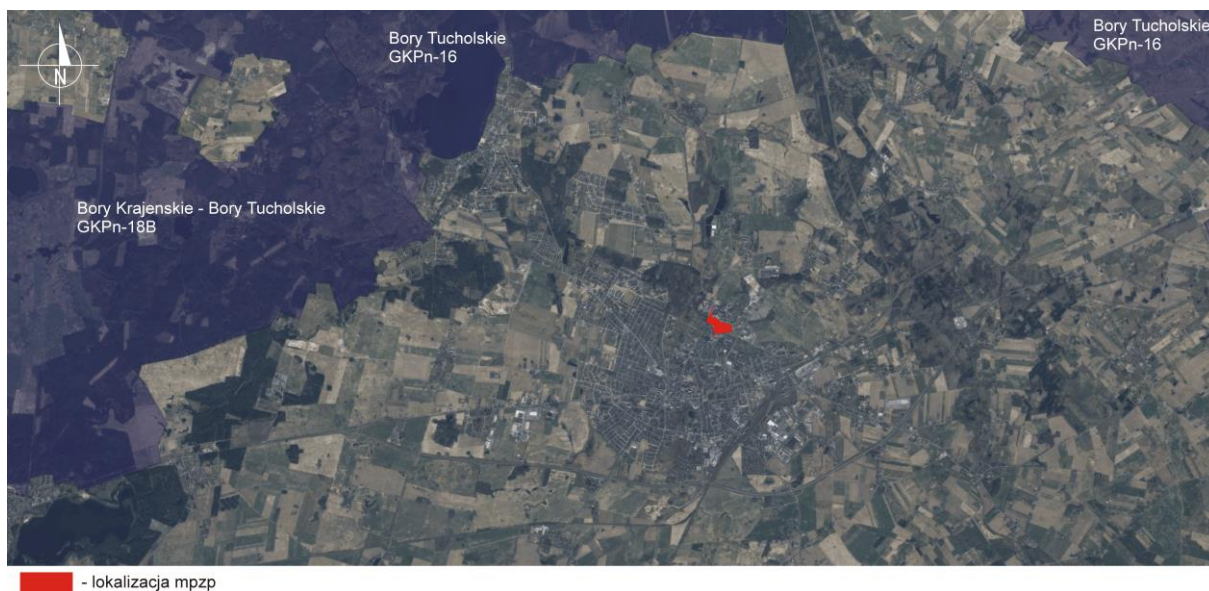 Bory Tucholskie
GKPn-16
Bory Tucholskie
GKPn-16
N
Bory Krajenskie - Bory Tucholskie
GKPn-18B
- lokalizacja mpzp